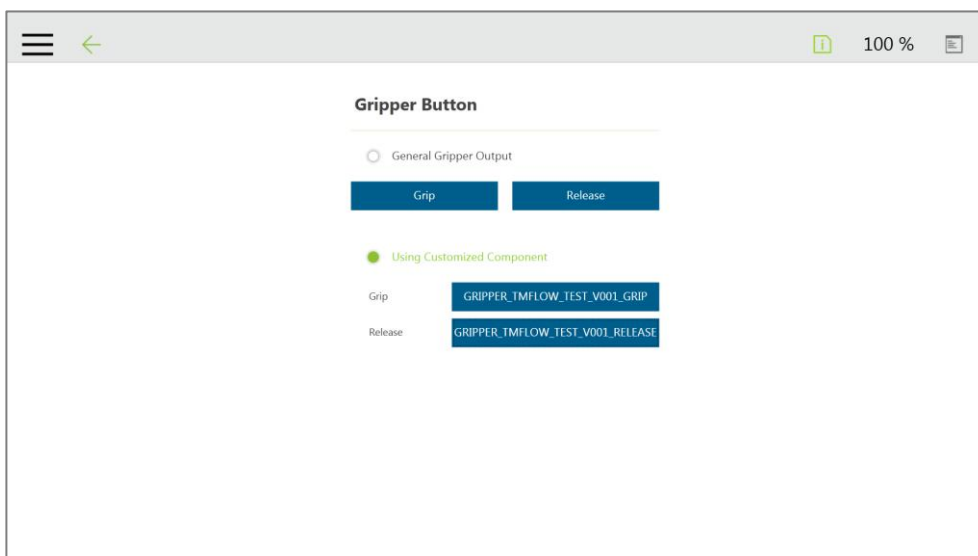 100 %
Gripper Button
General Gripper Output
Grip Release
Using Customized Component
Grip GRIPPER_TMFLOW_TEST_V001_GRIP
Release GRIPPER_TMFLOW_TEST_V001_RELEASE